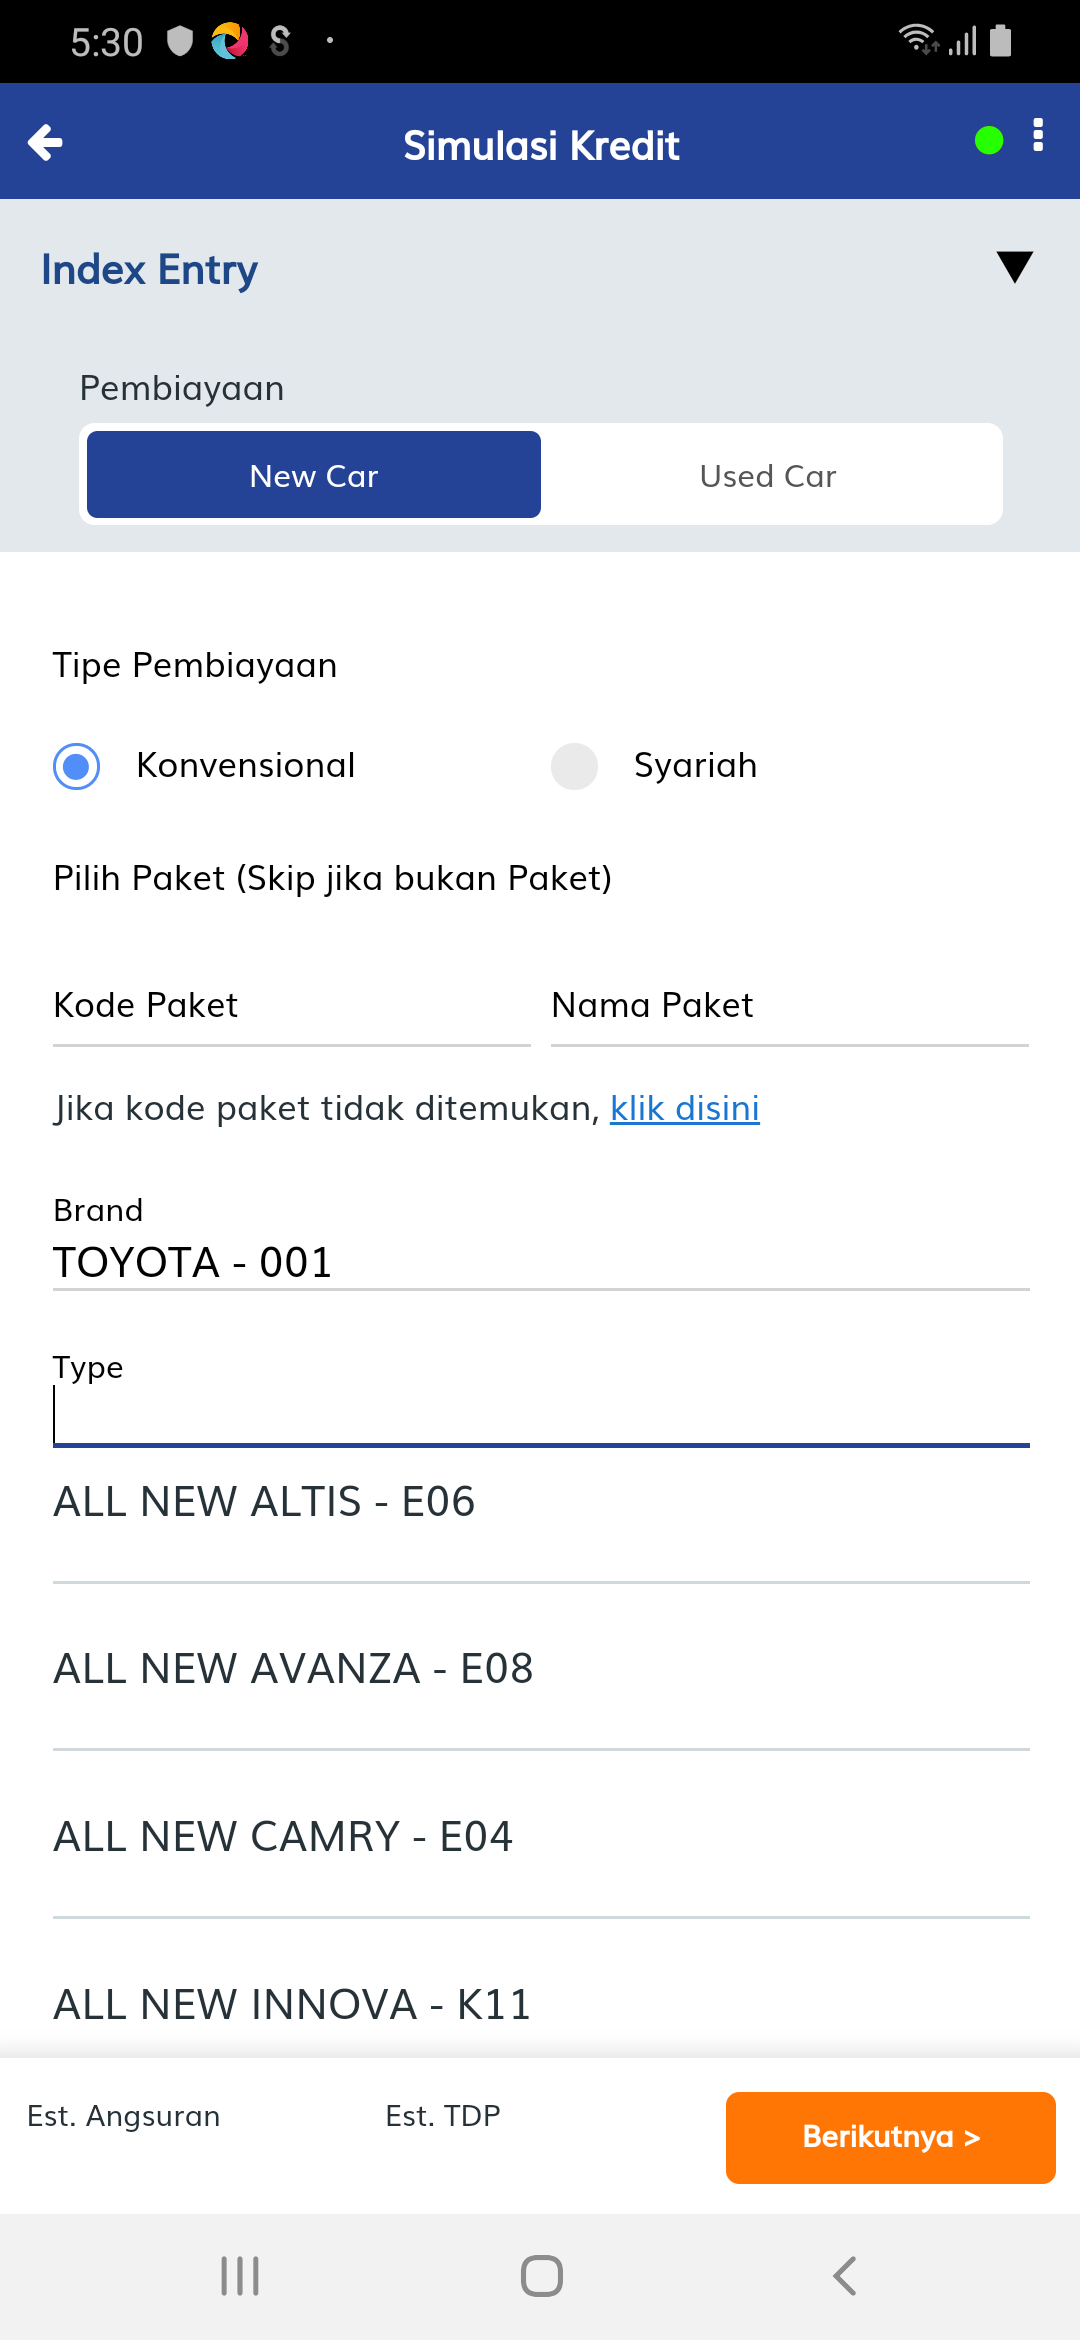 5:30
Simulasi Kredit
Index Entry
Pembiayaan
New Car
Used Car
Tipe Pembiayaan
Konvensional
Syariah
Pilih Paket (Skip jika bukan Paket)
Kode Paket
Nama Paket
Jika kode paket tidak ditemukan, klik disini
Brand
TOYOTA - 001
Type
ALL NEW ALTIS - E06
ALL NEW AVANZA - E08
ALL NEW CAMRY - E04
ALL NEW INNOVA - K11
Est. Angsuran
Est. TDP
Berikutnya >